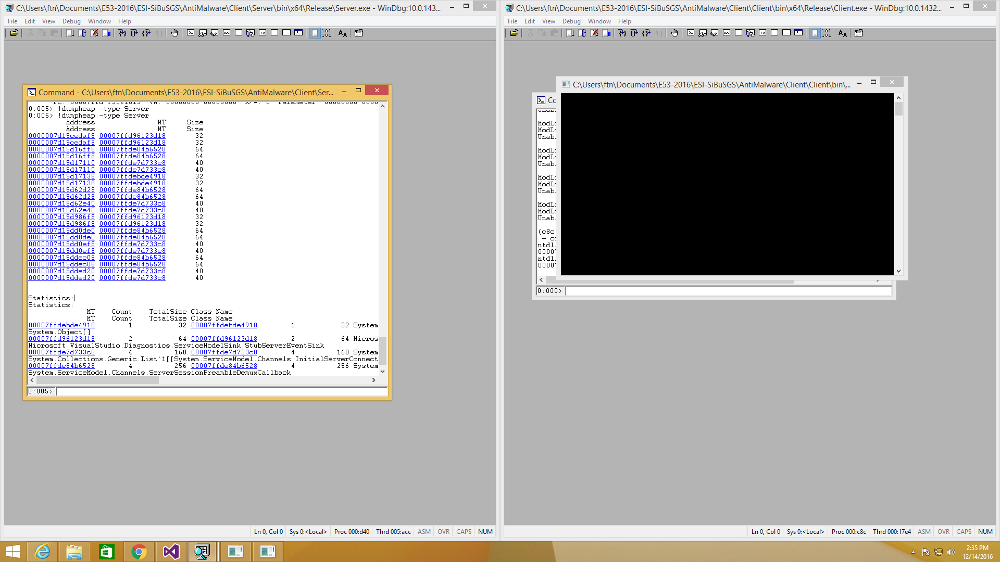 C:\Users\ftn\Documents\E53-2016\ESI-SiBuSGS\AntiMalware\Client\Server\bin\x64\Release\Server.exe - WinDbg:10.0.143...
File Edit View Debug Window Help
Command - C:\Users\ftn\Documents\E53-2016\ESI-SiBuSGS\AntiMalware\Client\Ser...
0:005> !dumpheap -type Server
0:005> !dumpheap -type Server
Address MT Size
Address MT Size
0000007d15cedaf8 00007ffd96123d18 32
0000007d15cedaf8 00007ffd96123d18 32
0000007d15d16ff8 00007ffde84b6528 64
0000007d15d16ff8 00007ffde84b6528 64
0000007d15d17110 00007ffde7d733c8 40
0000007d15d17110 00007ffde7d733c8 40
0000007d15d17138 00007ffdebde4918 32
0000007d15d17138 00007ffdebde4918 32
0000007d15d62d28 00007ffde84b6528 64
0000007d15d62d28 00007ffde84b6528 64
0000007d15d62e40 00007ffde7d733c8 40
0000007d15d62e40 00007ffde7d733c8 40
0000007d15d986f8 00007ffd96123d18 32
0000007d15d986f8 00007ffd96123d18 32
0000007d15dd0de0 00007ffde84b6528 64
0000007d15dd0de0 00007ffde84b6528 64
0000007d15dd0ef8 00007ffde7d733c8 40
0000007d15dd0ef8 00007ffde7d733c8 40
0000007d15ddec08 00007ffde84b6528 64
0000007d15ddec08 00007ffde84b6528 64
0000007d15dded20 00007ffde7d733c8 40
0000007d15dded20 00007ffde7d733c8 40
Statistics:
Statistics:
MT Count TotalSize Class Name
MT Count TotalSize Class Name
00007ffdebde4918 1 32 00007ffdebde4918 1 32 System
System.Object[]
00007ffd96123d18 2 64 00007ffd96123d18 2 64 Micros
Microsoft.VisualStudio.Diagnostics.ServiceModelSink.StubServerEventSink
00007ffde7d733c8 4 160 00007ffde7d733c8 4 160 System
System.Collections.Generic.List`1[[System.ServiceModel.Channels.InitialServerConnect
00007ffde84b6528 4 256 00007ffde84b6528 4 256 System
System.ServiceModel.Channels.ServerSessionPreambleDemuxCallback
0:005>
Ln 0, Col 0 Sys 0:<Local> Proc 000:d40 Thrd 005:acc ASM OVR CAPS NUM
C:\Users\ftn\Documents\E53-2016\ESI-SiBuSGS\AntiMalware\Client\Client\bin\x64\Release\Client.exe - WinDbg:10.0.1432...
File Edit View Debug Window Help
C:\Users\ftn\Documents\E53-2016\ESI-SiBuSGS\AntiMalware\Client\Client\bin\...
Co
ModLo
ModLo
Unab
ModLo
ModLo
Unab
ModLo
ModLo
Unab
ModLo
ModLo
Unab
(c8c
- co
ntdl
00007
ntdl
00007
0:000>
Ln 0, Col 0 Sys 0:<Local> Proc 000:c8c Thrd 000:17e4 ASM OVR CAPS NUM
2:35 PM
12/14/2016